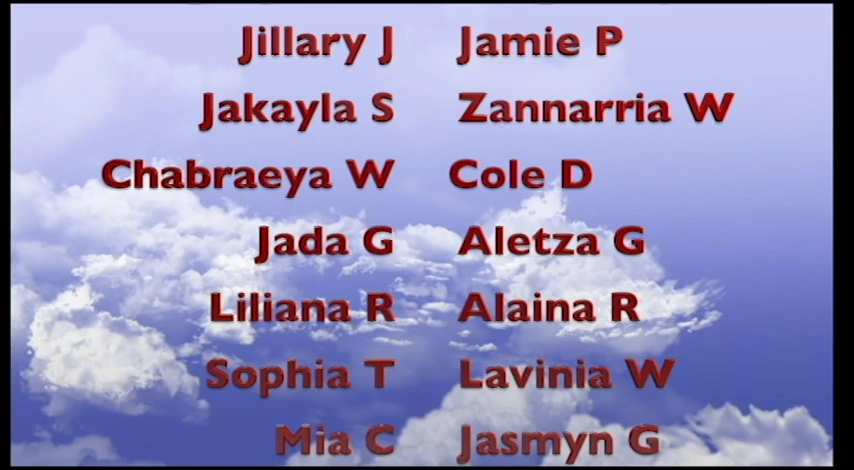 Jillary J Jamie P
Jakayla S Zannarria W
Chabraeya W Cole D
Jada G Aletza G
Liliana R Alaina R
Sophia T Lavinia W
Mia C Jasmyn G